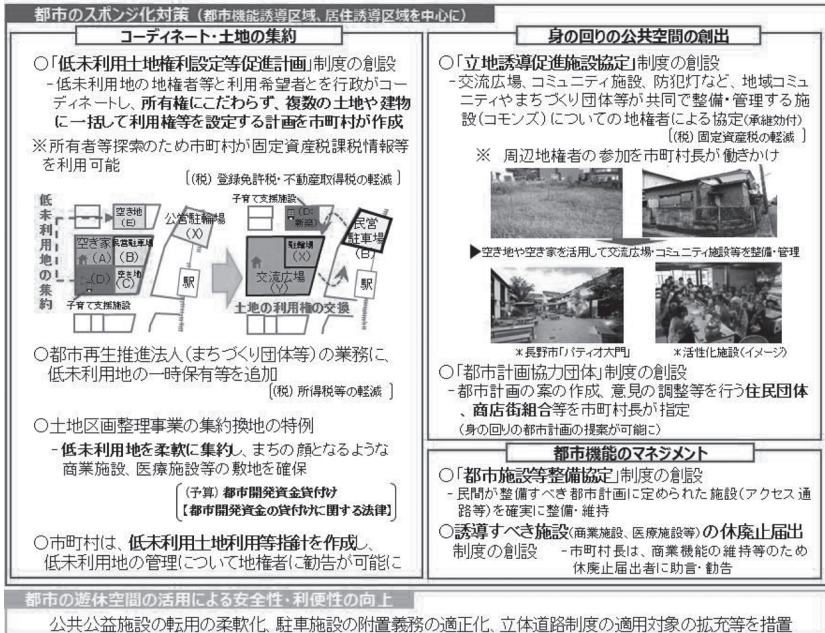 都市のスポンジ化対策（都市機能誘導区域、居住誘導区域を中心に）
コーディネート・土地の集約
○「低未利用土地権利設定等促進計画」制度の創設
-低未利用地の地権者等と利用希望者とを行政がコー
ディネートし、所有権にこだわらず、複数の土地や建物
に一括して利用権等を設定する計画を市町村が作成
※所有者等探索のため市町村が固定資産税課税情報等
を利用可能
〔(税) 登録免許税・不動産取得税の軽減〕
低未利用地の集約
空き地
(E)
公営駐輪場
(X)
空き家
(A)
民営駐車場
(B)
(D)
空き地
(C)
駅
子育て支援施設
子育て支援施設
(D:
新築)
民営
駐車場
(B)
駐輪場
(X)
交流広場
(Y)
駅
土地の利用権の交換
○都市再生推進法人(まちづくり団体等)の業務に、
低未利用地の一時保有等を追加
〔(税) 所得税等の軽減〕
○土地区画整理事業の集約換地の特例
-低未利用地を柔軟に集約し、まちの顔となるような
商業施設、医療施設等の敷地を確保
(予算) 都市開発資金貸付け
【都市開発資金の貸付けに関する法律】
○市町村は、低未利用土地利用等指針を作成し、
低未利用地の管理について地権者に勧告が可能に
身の回りの公共空間の創出
○「立地誘導促進施設協定」制度の創設
-交流広場、コミュニティ施設、防犯灯など、地域コミュ
ニティやまちづくり団体等が共同で整備・管理する施
設(コモンズ)についての地権者による協定(承継効付)
〔(税) 固定資産税の軽減〕
※ 周辺地権者の参加を市町村長が働きかけ
▶空き地や空き家を活用して交流広場・コミュニティ施設等を整備・管理
＊長野市「パティオ大門」
＊活性化施設(イメージ)
○「都市計画協力団体」制度の創設
-都市計画の案の作成、意見の調整等を行う住民団体
、商店街組合等を市町村長が指定
(身の回りの都市計画の提案が可能に)
都市機能のマネジメント
○「都市施設等整備協定」制度の創設
-民間が整備すべき都市計画に定められた施設(アクセス通
路等)を確実に整備・維持
○誘導すべき施設(商業施設、医療施設等)の休廃止届出
制度の創設 -市町村長は、商業機能の維持等のため
休廃止届出者に助言・勧告
都市の遊休空間の活用による安全性・利便性の向上
公共公益施設の転用の柔軟化、駐車施設の附置義務の適正化、立体道路制度の適用対象の拡充等を措置